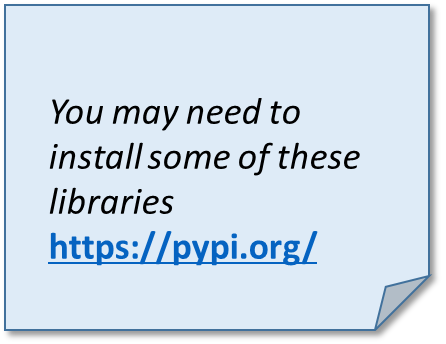 You may need to
install some of these
libraries
https://pypi.org/